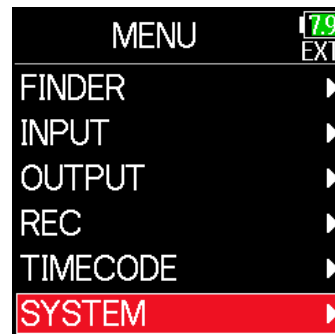 MENU
7.9
EXT
FINDER
INPUT
OUTPUT
REC
TIMECODE
SYSTEM